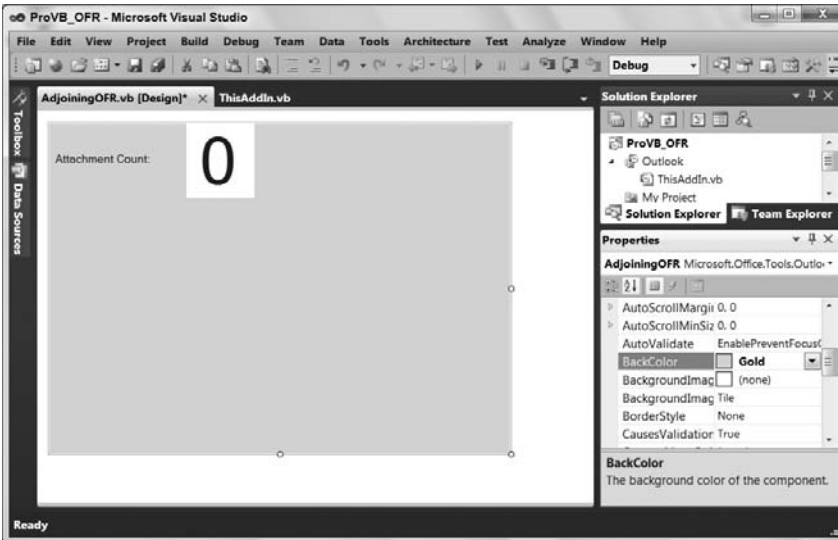 ProVB_OFR - Microsoft Visual Studio
File Edit View Project Build Debug Team Data Tools Architecture Test Analyze Window Help
Debug
Toolbox
Data Sources
AdjoiningOFR.vb [Design]* ThisAddIn.vb
Attachment Count:
0
Solution Explorer
ProVB_OFR
Outlook
ThisAddIn.vb
My Project
Solution Explorer Team Explorer
Properties
AdjoiningOFR Microsoft.Office.Tools.Outlo
AutoScrollMargin 0, 0
AutoScrollMinSiz 0, 0
AutoValidate EnablePreventFocusC
BackColor Gold
BackgroundImag (none)
BackgroundImag Tile
BorderStyle None
CausesValidation True
BackColor
The background color of the component.
Ready